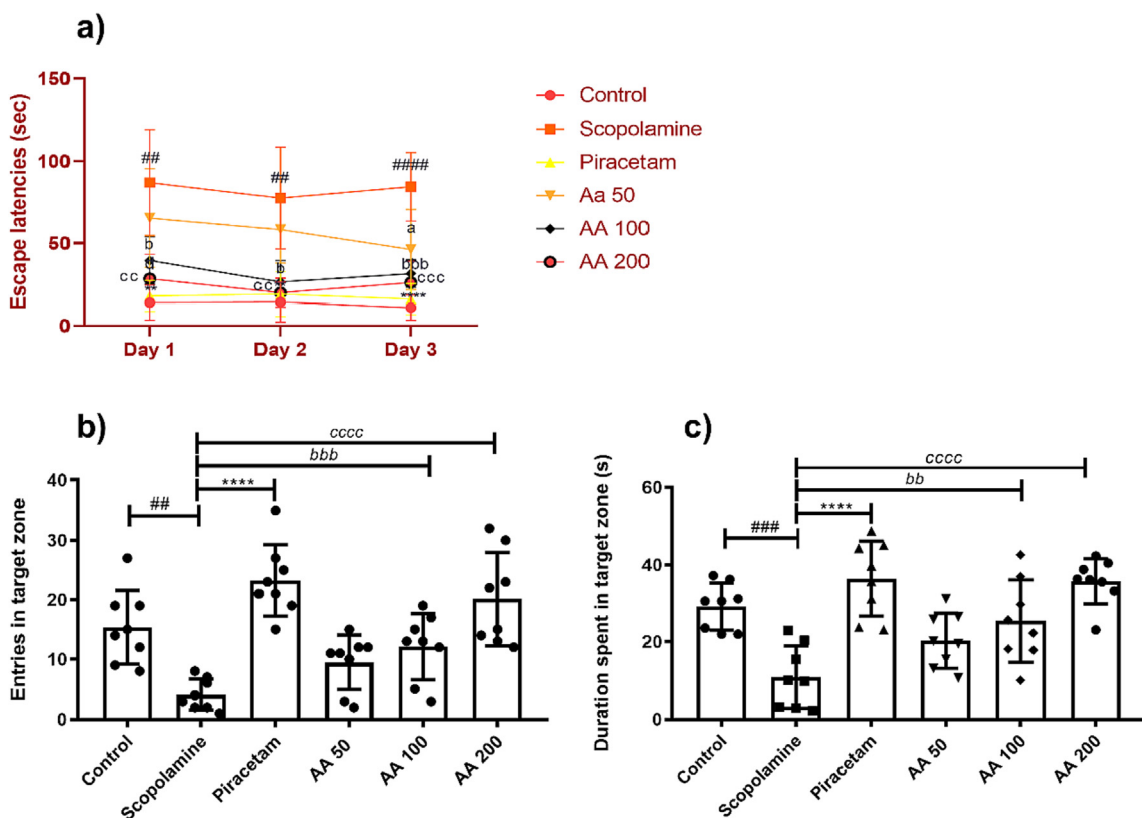 a)
Escape latencies (sec)
150
100
50
0
Day 1 Day 2 Day 3
## ## ####
a
b b bbb
cc cc ccc
** ****
Control
Scopolamine
Piracetam
Aa 50
AA 100
AA 200
b)
Entries in target zone
40
30
20
10
0
cccc
bbb
****
##
Control Scopolamine Piracetam AA 50 AA 100 AA 200
c)
Duration spent in target zone (s)
60
40
20
0
cccc
bb
****
###
Control Scopolamine Piracetam AA 50 AA 100 AA 200